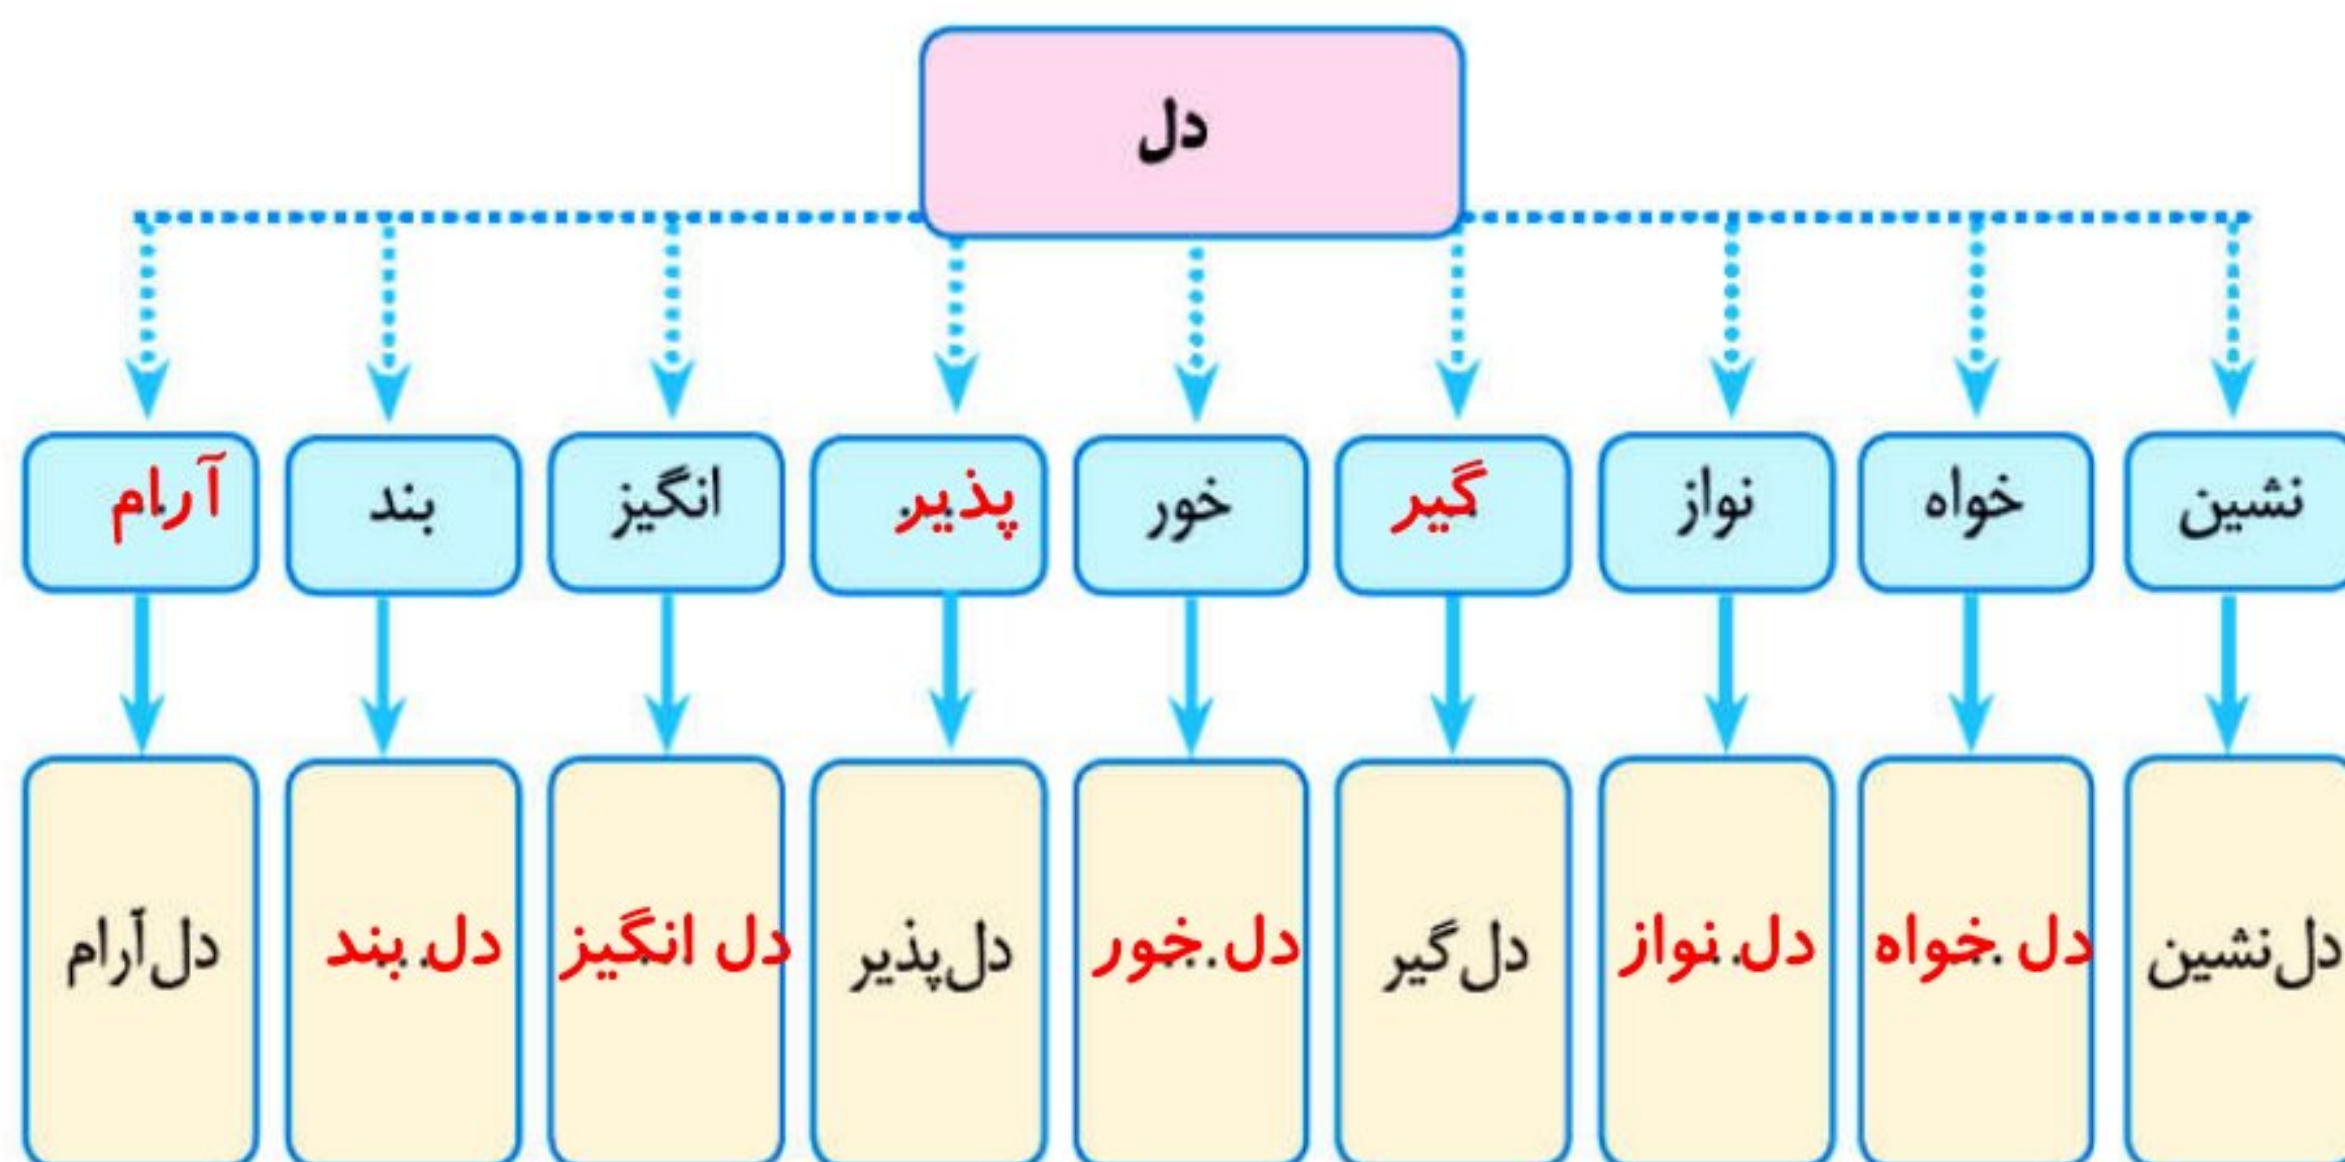 دل
نشین خواه نواز گیر خور پذیر انگیز بند آرام
دل‌نشین دل خواه دل نواز دل‌گیر دل خور دل‌پذیر دل انگیز دل بند دل‌آرام